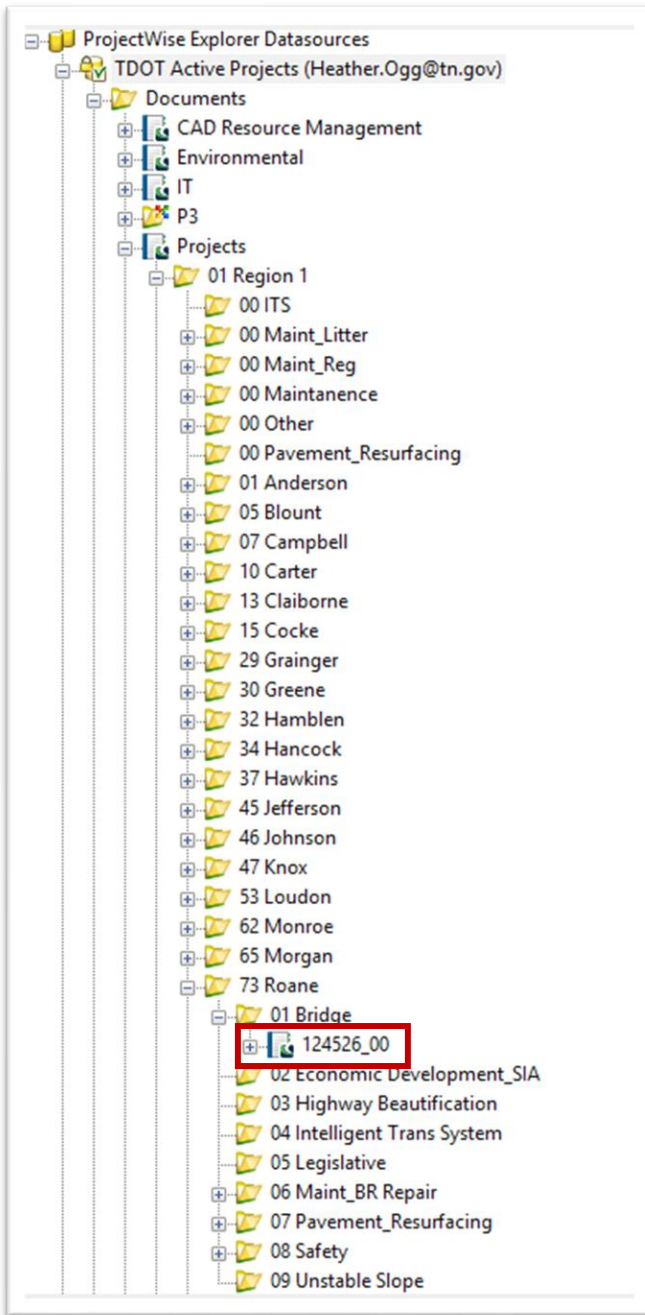 ProjectWise Explorer Datasources
TDOT Active Projects (Heather.Ogg@tn.gov)
Documents
CAD Resource Management
Environmental
IT
P3
Projects
01 Region 1
00 ITS
00 Maint_Litter
00 Maint_Reg
00 Maintanence
00 Other
00 Pavement_Resurfacing
01 Anderson
05 Blount
07 Campbell
10 Carter
13 Claiborne
15 Cocke
29 Grainger
30 Greene
32 Hamblen
34 Hancock
37 Hawkins
45 Jefferson
46 Johnson
47 Knox
53 Loudon
62 Monroe
65 Morgan
73 Roane
01 Bridge
124526_00
02 Economic Development_SIA
03 Highway Beautification
04 Intelligent Trans System
05 Legislative
06 Maint_BR Repair
07 Pavement_Resurfacing
08 Safety
09 Unstable Slope